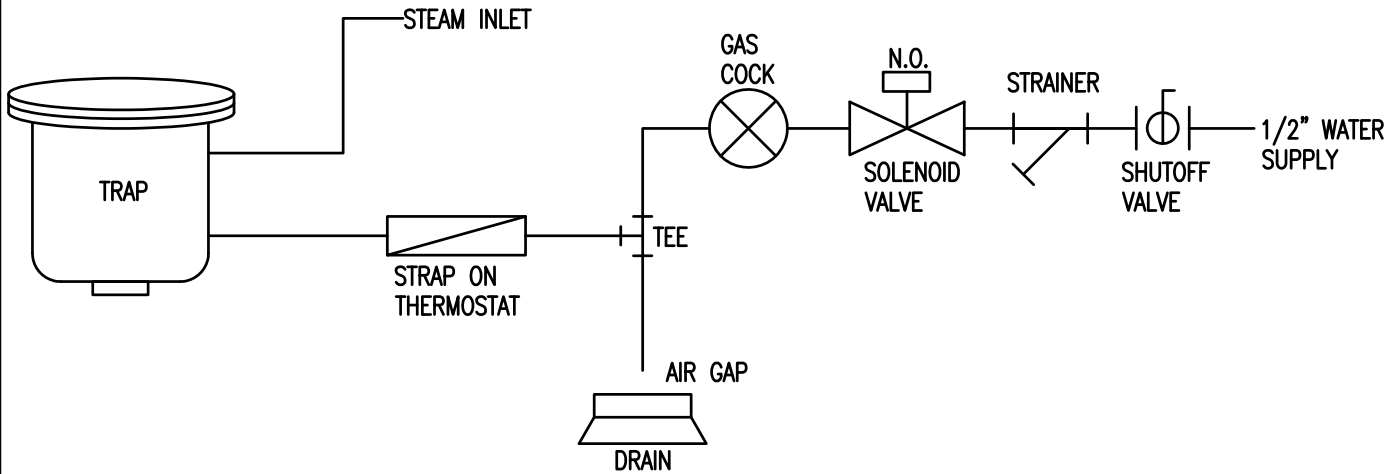 STEAM INLET
GAS
COCK
N.O.
STRAINER
1/2" WATER
SUPPLY
TRAP
SOLENOID
VALVE
SHUTOFF
VALVE
TEE
STRAP ON
THERMOSTAT
AIR GAP
DRAIN